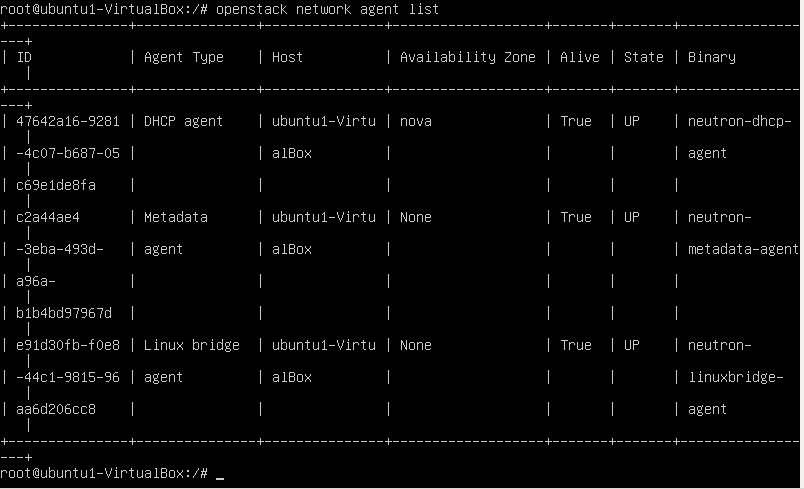 root@ubuntu1-VirtualBox:/# openstack network agent list
+---------------+---------------+---------------+-------------------+-------+-------+---------------
---+
| ID            | Agent Type    | Host          | Availability Zone | Alive | State | Binary
   |
+---------------+---------------+---------------+-------------------+-------+-------+---------------
---+
| 47642a16-9281 | DHCP agent    | ubuntu1-Virtu | nova              | True  | UP    | neutron-dhcp-
   |
| -4c07-b687-05 |               | alBox         |                   |       |       | agent
   |
| c69e1de8fa    |               |               |                   |       |       |
   |
| c2a44ae4      | Metadata      | ubuntu1-Virtu | None              | True  | UP    | neutron-
   |
| -3eba-493d-   | agent         | alBox         |                   |       |       | metadata-agent
   |
| a96a-         |               |               |                   |       |       |
   |
| b1b4bd97967d  |               |               |                   |       |       |
   |
| e91d30fb-f0e8 | Linux bridge  | ubuntu1-Virtu | None              | True  | UP    | neutron-
   |
| -44c1-9815-96 | agent         | alBox         |                   |       |       | linuxbridge-
   |
| aa6d206cc8    |               |               |                   |       |       | agent
   |
+---------------+---------------+---------------+-------------------+-------+-------+---------------
---+
root@ubuntu1-VirtualBox:/# _